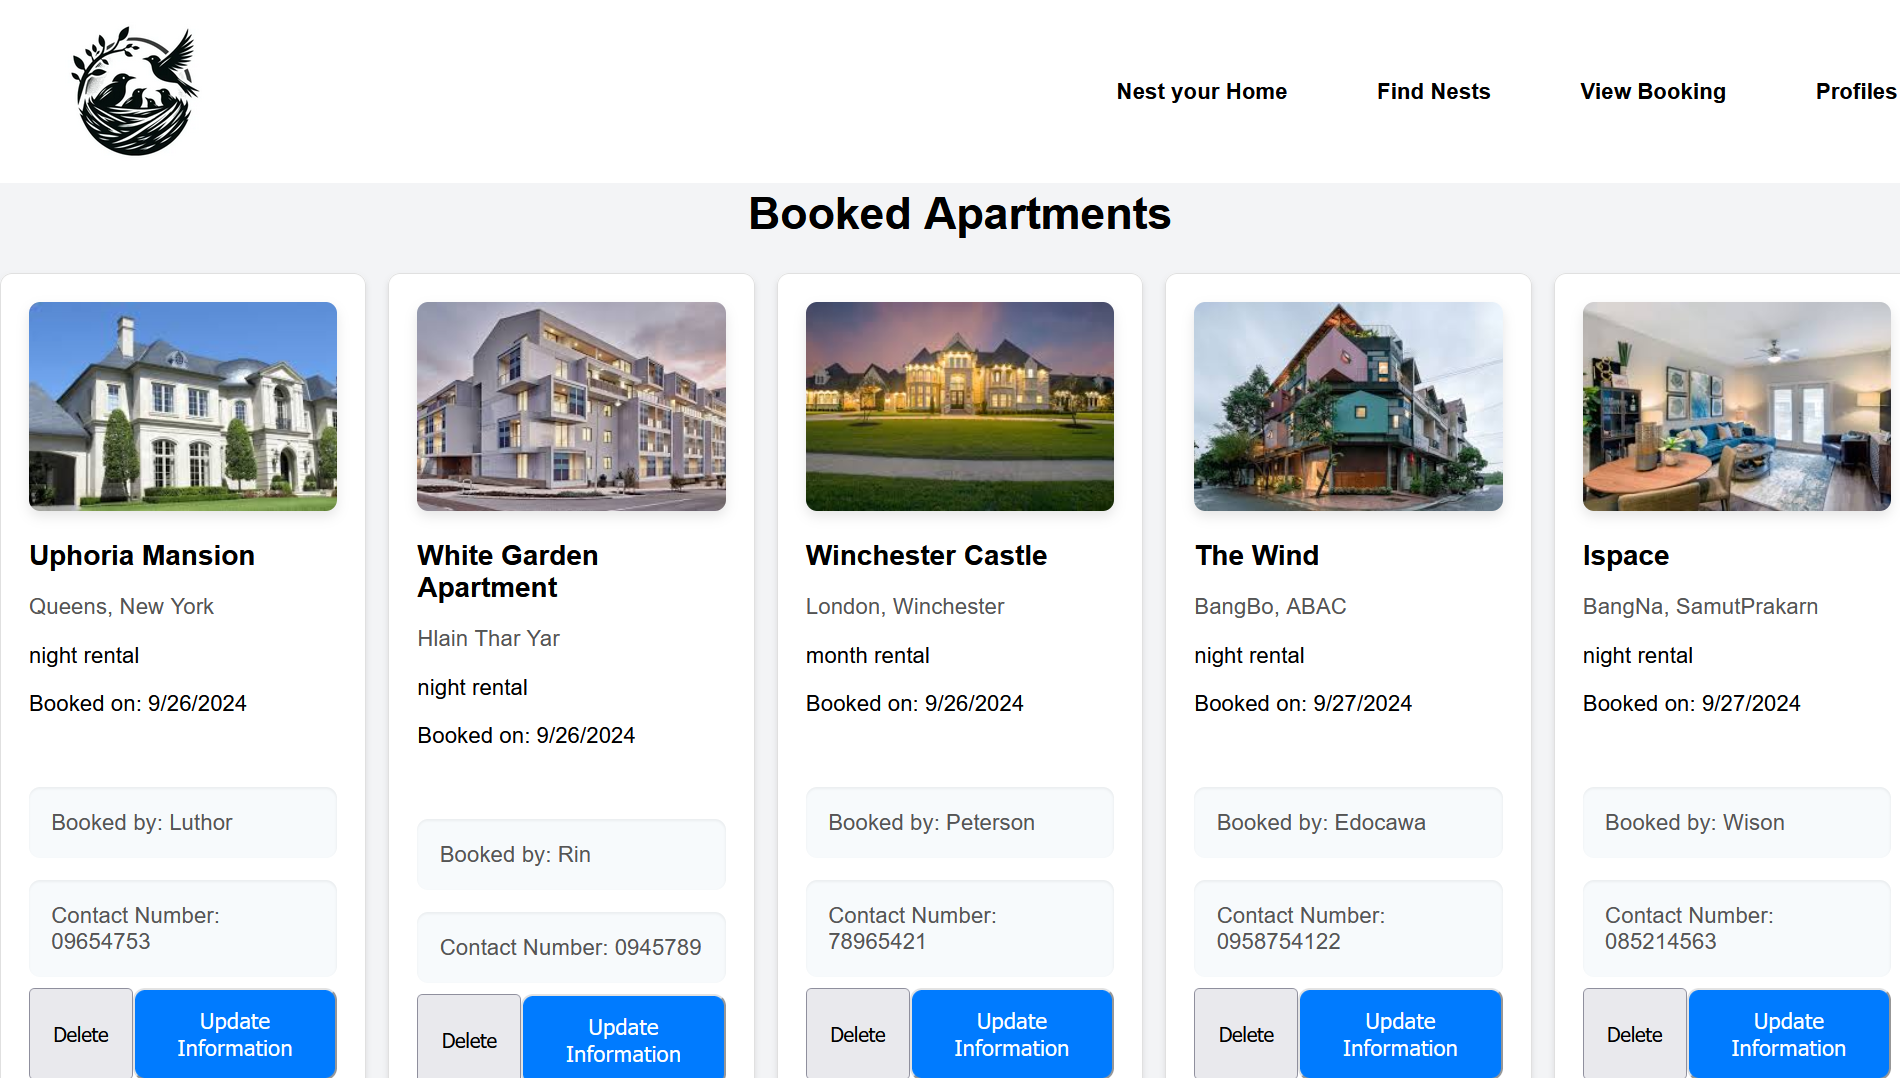 Nest your Home
Find Nests
View Booking
Profiles
Booked Apartments
Uphoria Mansion
Queens, New York
night rental
Booked on: 9/26/2024
Booked by: Luthor
Contact Number:
09654753
Delete
Update
Information
White Garden
Apartment
Hlain Thar Yar
night rental
Booked on: 9/26/2024
Booked by: Rin
Contact Number: 0945789
Delete
Update
Information
Winchester Castle
London, Winchester
month rental
Booked on: 9/26/2024
Booked by: Peterson
Contact Number:
78965421
Delete
Update
Information
The Wind
BangBo, ABAC
night rental
Booked on: 9/27/2024
Booked by: Edocawa
Contact Number:
0958754122
Delete
Update
Information
Ispace
BangNa, SamutPrakarn
night rental
Booked on: 9/27/2024
Booked by: Wison
Contact Number:
085214563
Delete
Update
Information